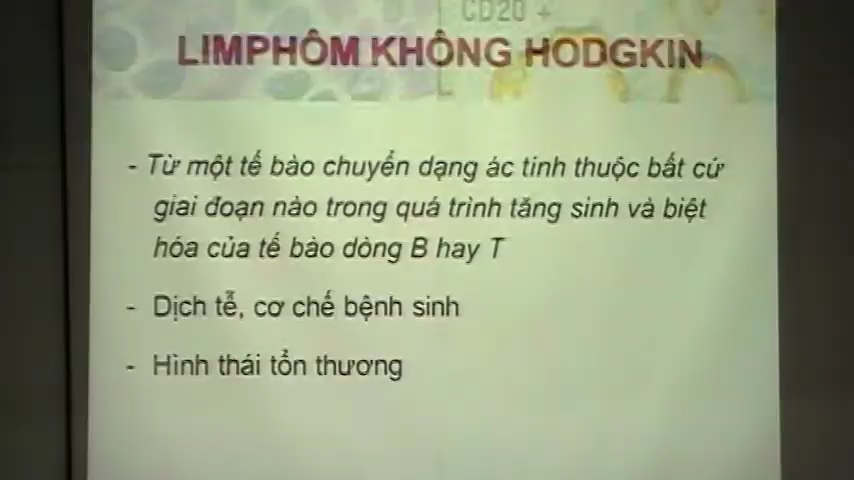 CD20 +
LIMPHÔM KHÔNG HODGKIN
- Từ một tế bào chuyển dạng ác tính thuộc bất cứ
giai đoạn nào trong quá trình tăng sinh và biệt
hóa của tế bào dòng B hay T
- Dịch tễ, cơ chế bệnh sinh
- Hình thái tổn thương